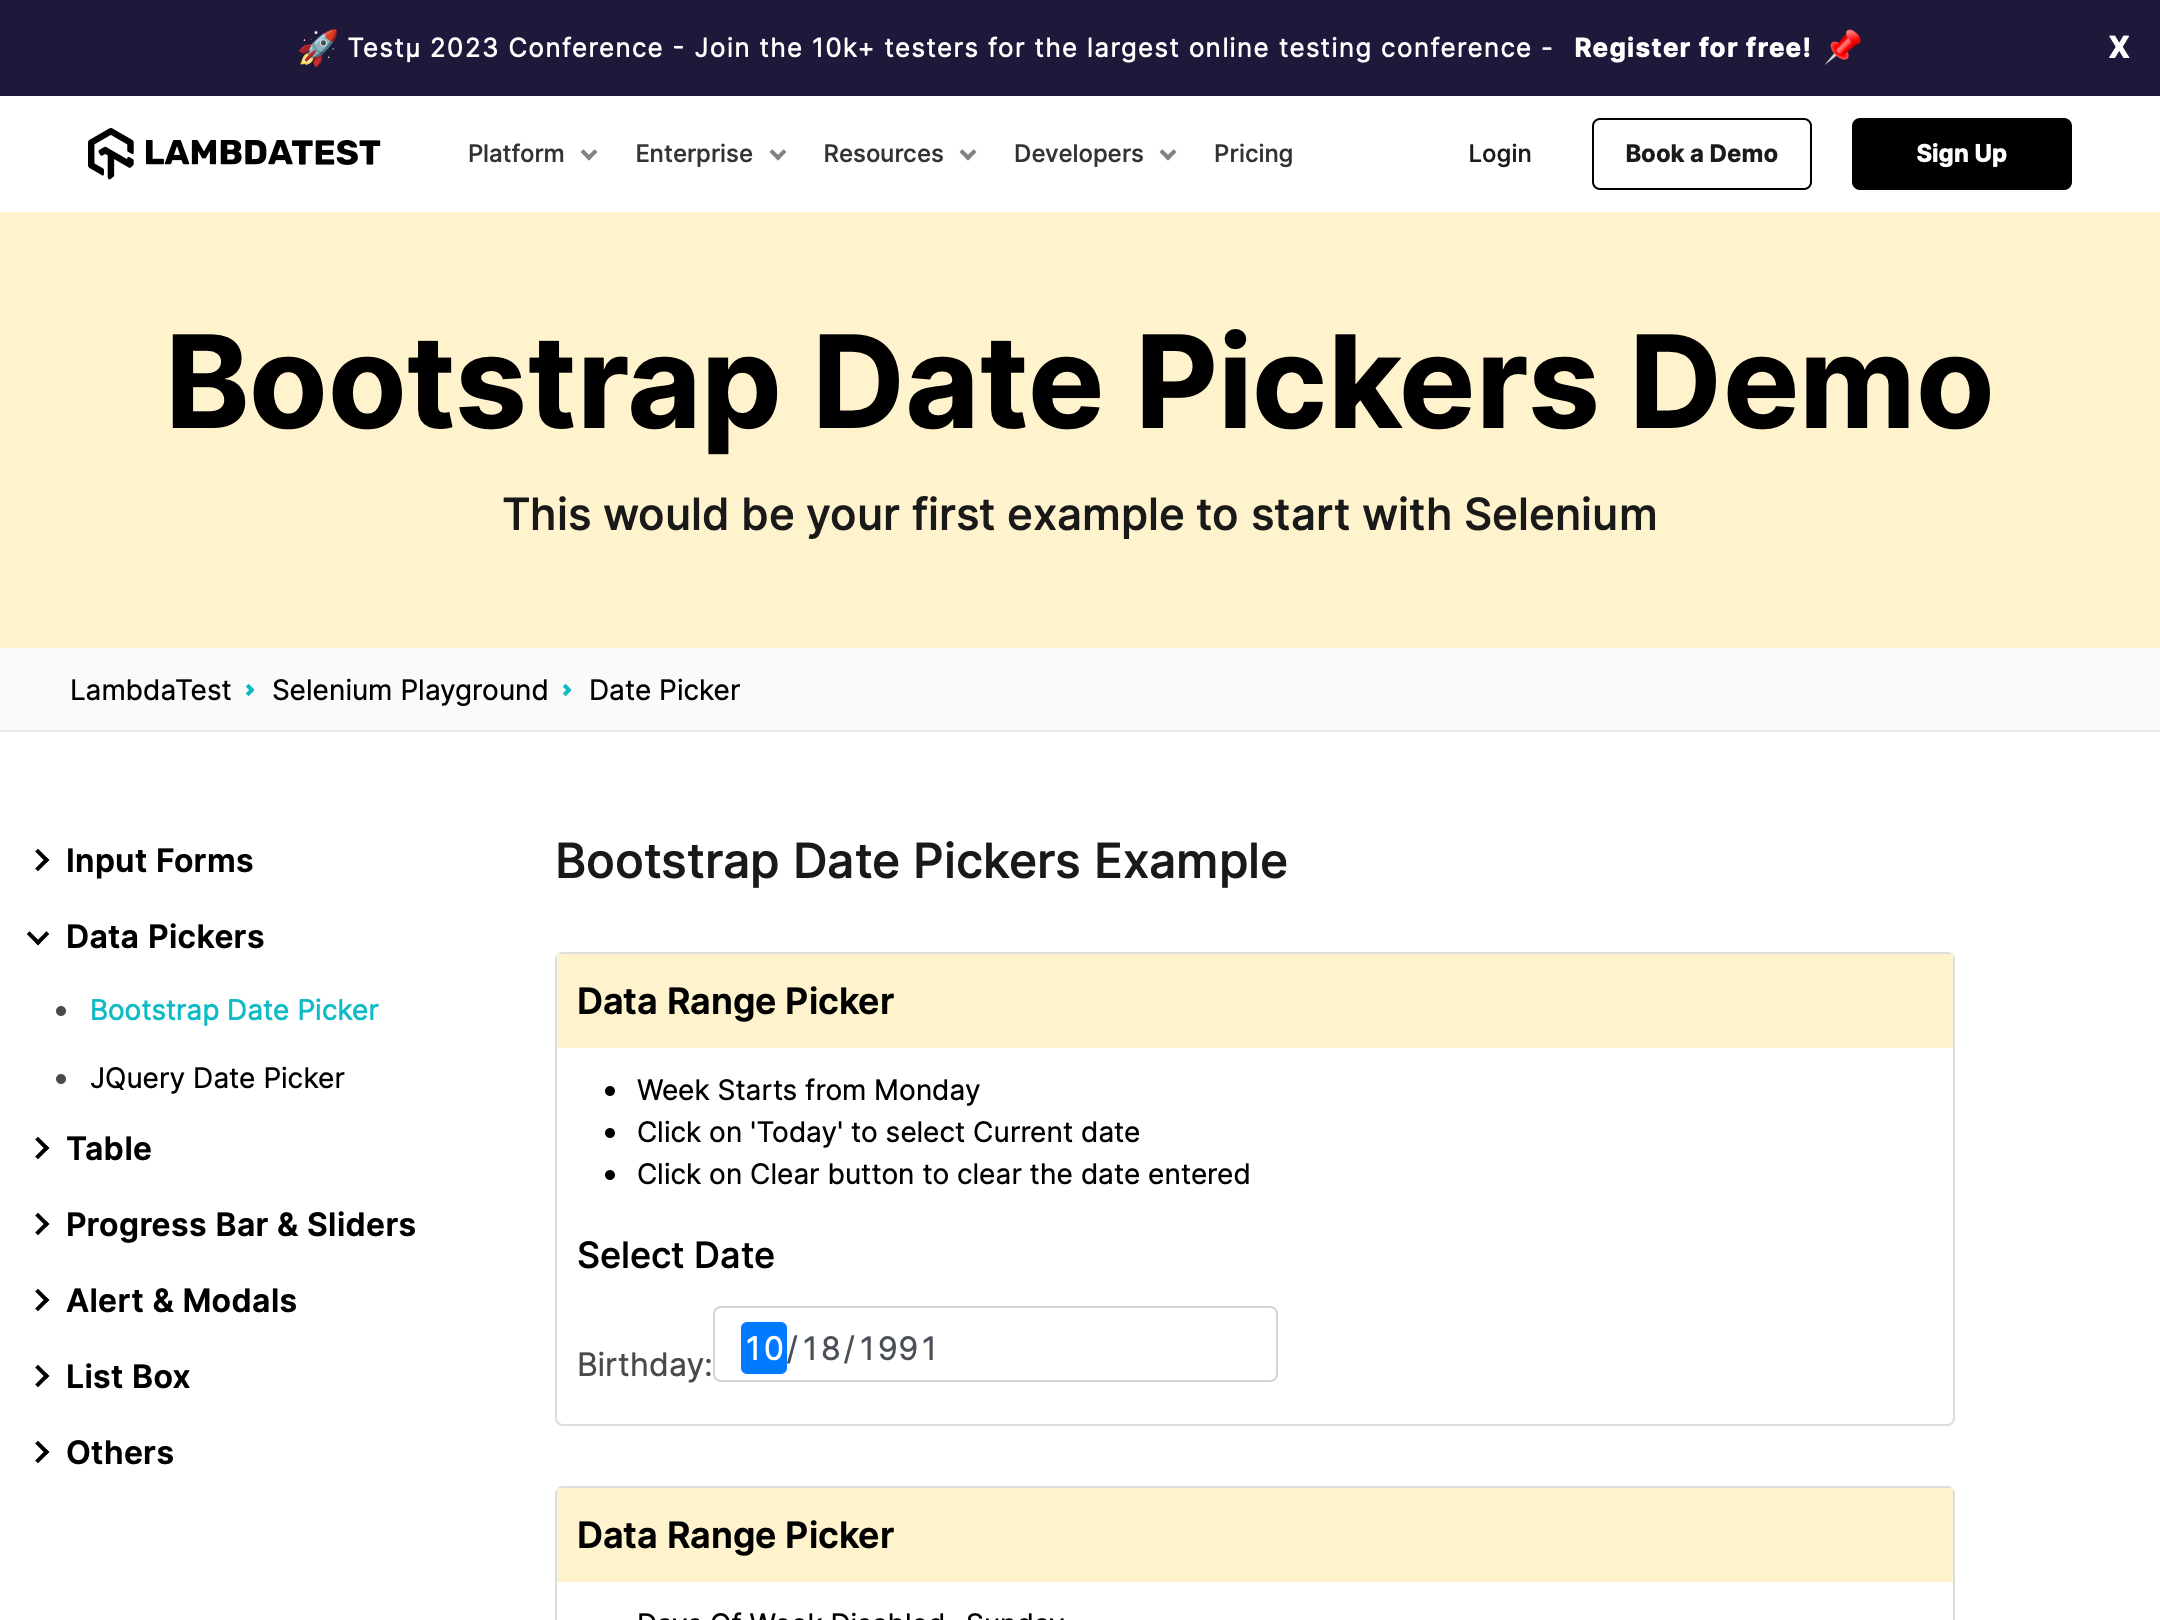 Testμ 2023 Conference - Join the 10k+ testers for the largest online testing conference - Register for free! X
LAMBDATEST Platform Enterprise Resources Developers Pricing Login Book a Demo Sign Up
Bootstrap Date Pickers Demo
This would be your first example to start with Selenium
LambdaTest Selenium Playground Date Picker
Input Forms
Data Pickers
Bootstrap Date Picker
JQuery Date Picker
Table
Progress Bar & Sliders
Alert & Modals
List Box
Others
Bootstrap Date Pickers Example
Data Range Picker
Week Starts from Monday
Click on 'Today' to select Current date
Click on Clear button to clear the date entered
Select Date
Birthday: 10/18/1991
Data Range Picker
Days Of Week Disabled - Sunday